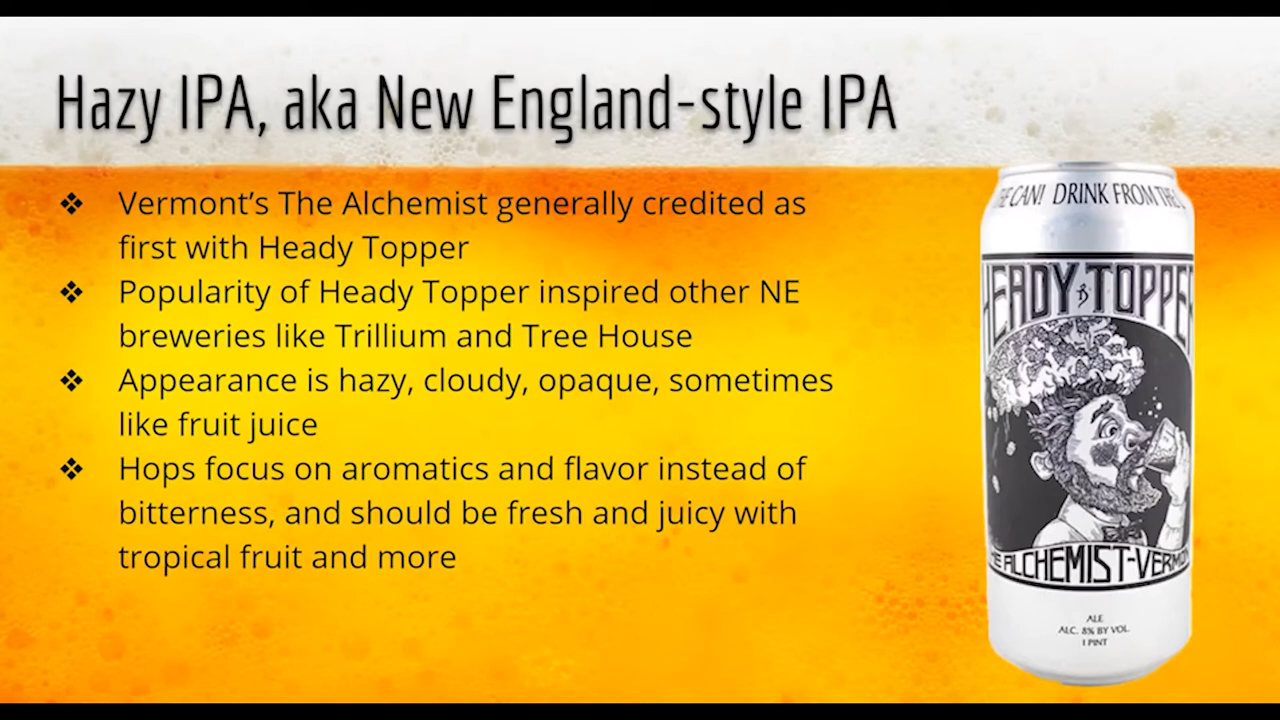 Hazy IPA, aka New England-style IPA
❖ Vermont’s The Alchemist generally credited as
first with Heady Topper
❖ Popularity of Heady Topper inspired other NE
breweries like Trillium and Tree House
❖ Appearance is hazy, cloudy, opaque, sometimes
like fruit juice
❖ Hops focus on aromatics and flavor instead of
bitterness, and should be fresh and juicy with
tropical fruit and more
CAN! DRINK FROM THE
HEADY TOPPER
ALCHEMIST-VERMON
ALE
ALC. 8% BY VOL.
1 PINT